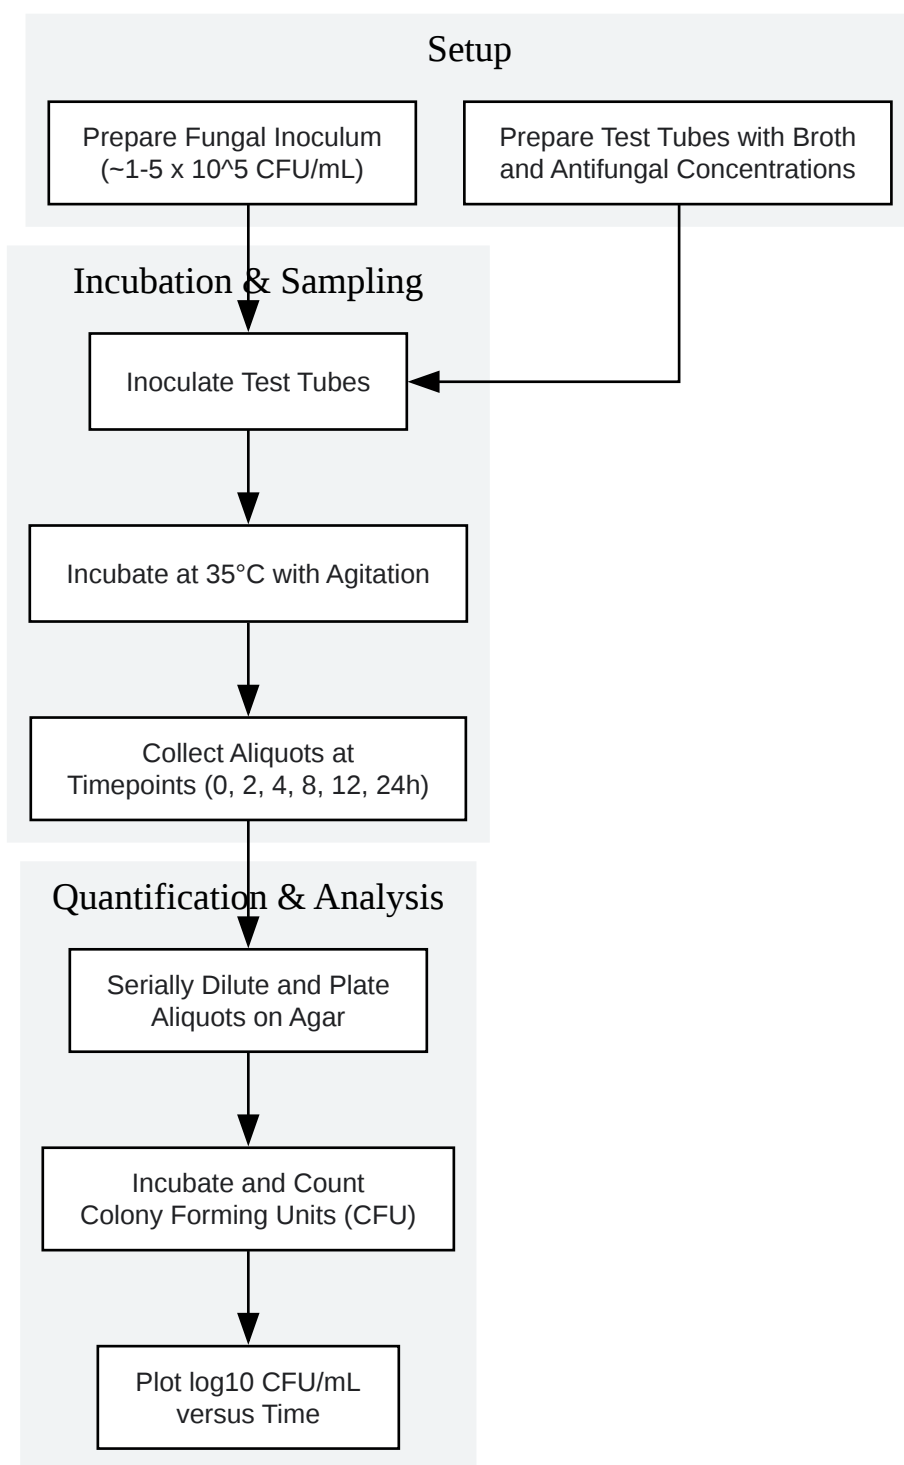 Setup
Prepare Fungal Inoculum
(~1-5 x 10^5 CFU/mL)
Prepare Test Tubes with Broth
and Antifungal Concentrations
Incubation & Sampling
Inoculate Test Tubes
Incubate at 35°C with Agitation
Collect Aliquots at
Timepoints (0, 2, 4, 8, 12, 24h)
Quantification & Analysis
Serially Dilute and Plate
Aliquots on Agar
Incubate and Count
Colony Forming Units (CFU)
Plot log10 CFU/mL
versus Time